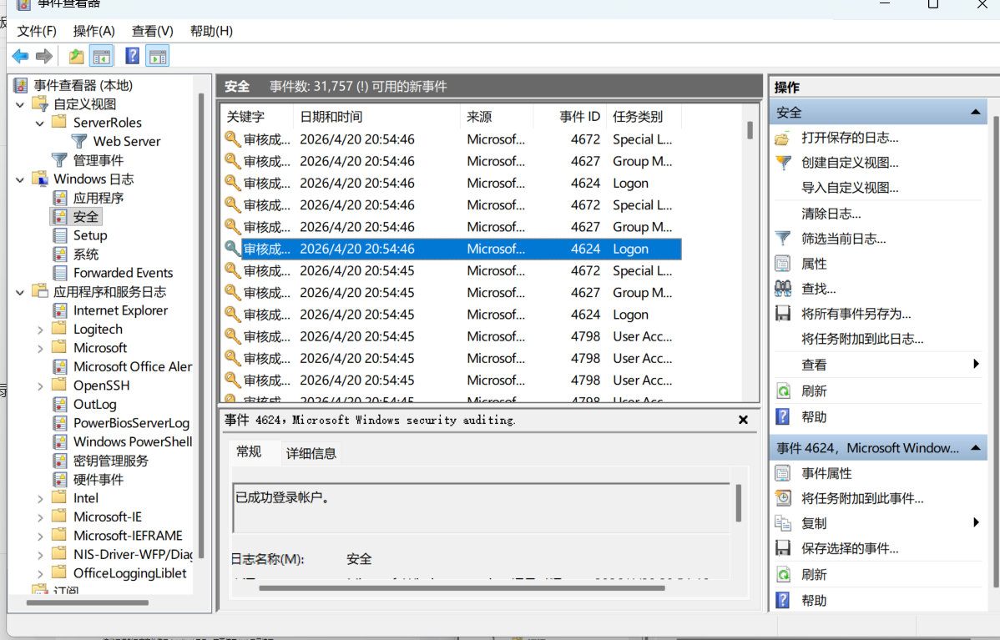 事件查看器
文件(F) 操作(A) 查看(V) 帮助(H)
事件查看器 (本地)
自定义视图
ServerRoles
Web Server
管理事件
Windows 日志
应用程序
安全
Setup
系统
Forwarded Events
应用程序和服务日志
Internet Explorer
Logitech
Microsoft
Microsoft Office Aler
OpenSSH
OutLog
PowerBiosServerLog
Windows PowerShell
密钥管理服务
硬件事件
Intel
Microsoft-IE
Microsoft-IEFRAME
NIS-Driver-WFP/Diag
OfficeLoggingLiblet
订阅
安全 事件数: 31,757 (!) 可用的新事件
关键字 日期和时间 来源 事件 ID 任务类别
审核成... 2026/4/20 20:54:46 Microsof... 4672 Special L...
审核成... 2026/4/20 20:54:46 Microsof... 4627 Group M...
审核成... 2026/4/20 20:54:46 Microsof... 4624 Logon
审核成... 2026/4/20 20:54:46 Microsof... 4672 Special L...
审核成... 2026/4/20 20:54:46 Microsof... 4627 Group M...
审核成... 2026/4/20 20:54:46 Microsof... 4624 Logon
审核成... 2026/4/20 20:54:45 Microsof... 4672 Special L...
审核成... 2026/4/20 20:54:45 Microsof... 4627 Group M...
审核成... 2026/4/20 20:54:45 Microsof... 4624 Logon
审核成... 2026/4/20 20:54:45 Microsof... 4798 User Acc...
审核成... 2026/4/20 20:54:45 Microsof... 4798 User Acc...
审核成... 2026/4/20 20:54:45 Microsof... 4798 User Acc...
审核成... 2026/4/20 20:54:45 Microsof... 4798 User Acc...
事件 4624，Microsoft Windows security auditing.
常规 详细信息
已成功登录帐户。
日志名称(M): 安全
操作
安全
打开保存的日志...
创建自定义视图...
导入自定义视图...
清除日志...
筛选当前日志...
属性
查找...
将所有事件另存为...
将任务附加到此日志...
查看
刷新
帮助
事件 4624，Microsoft Window...
事件属性
将任务附加到此事件...
复制
保存选择的事件...
刷新
帮助